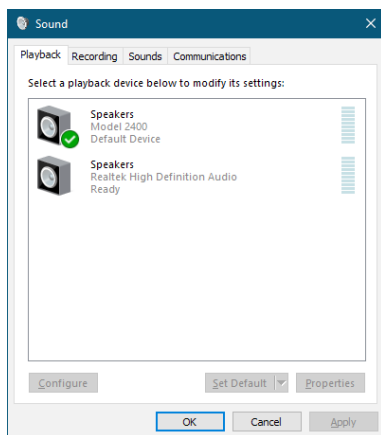 Sound
Playback Recording Sounds Communications
Select a playback device below to modify its settings:
Speakers
Model 2400
Default Device
Speakers
Realtek High Definition Audio
Ready
Configure Set Default Properties
OK Cancel Apply